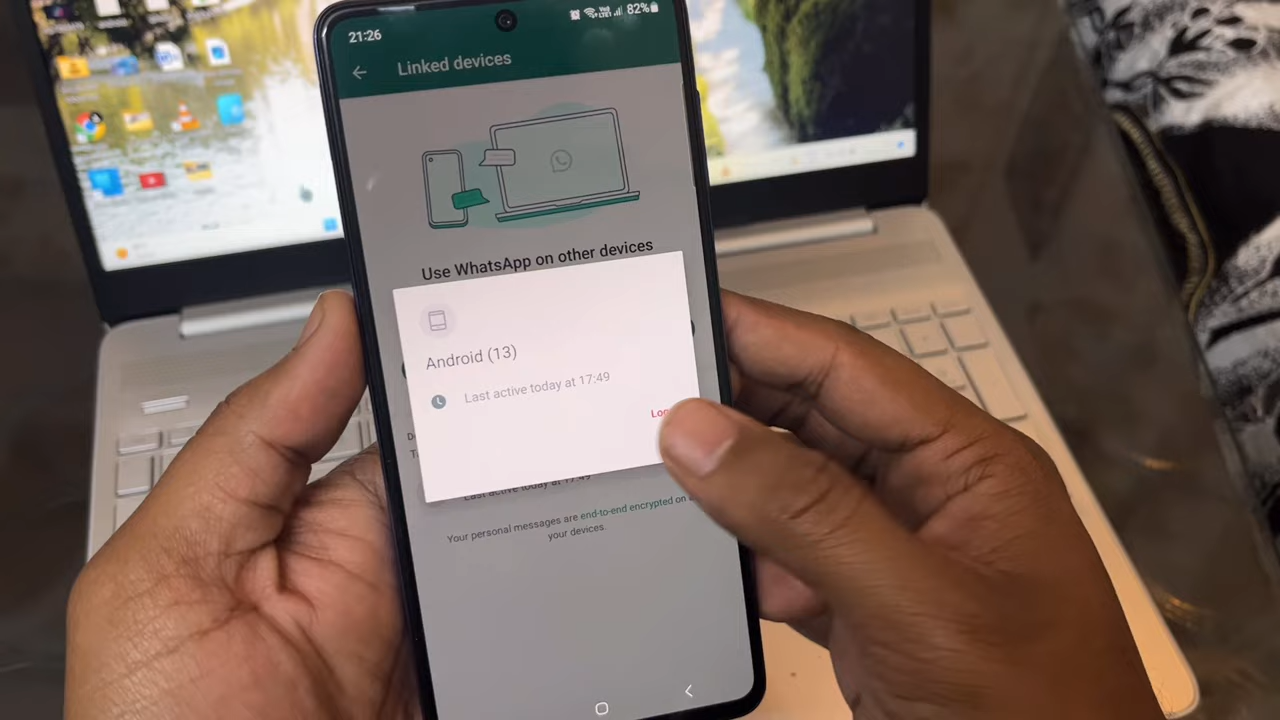 21:26
82%
Linked devices
Use WhatsApp on other devices
Android (13)
Last active today at 17:49
Last active today at 17:49
Your personal messages are end-to-end encrypted on
your devices.